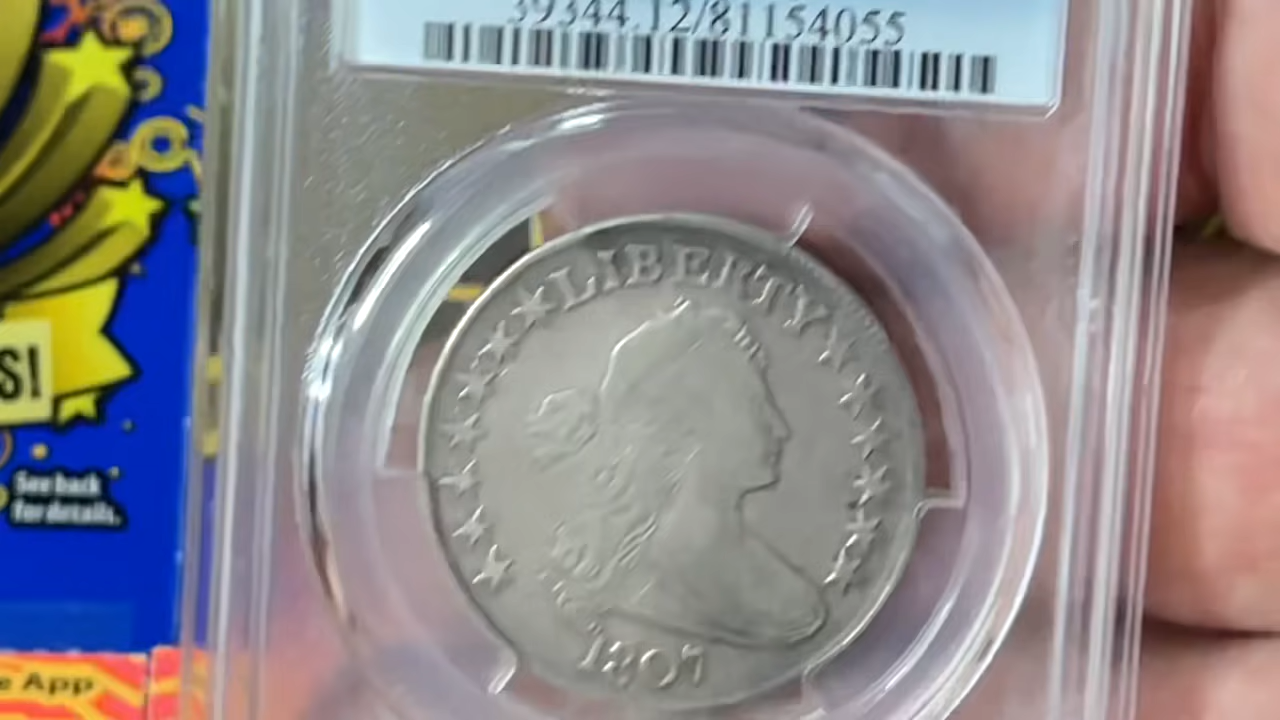 39344.12/81154055
LIBERTY
1807
S!
See back
for details.
e App